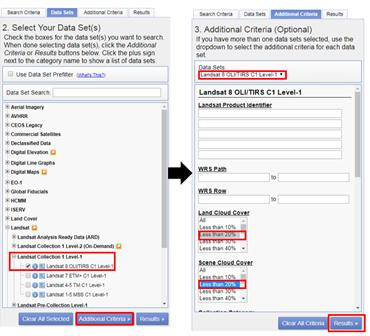 Search Criteria Data Sets Additional Criteria Results
2. Select Your Data Set(s)
Check the boxes for the data set(s) you want to search.
When done selecting data set(s), click the Additional
Criteria or Results buttons below. Click the plus sign
next to the category name to show a list of data sets.
Use Data Set Prefilter (What's This?)
Data Set Search:
Aerial Imagery
AVHRR
CEOS Legacy
Commercial Satellites
Declassified Data
Digital Elevation
Digital Line Graphs
Digital Maps
EO-1
Global Fiducials
HCMM
ISERV
Land Cover
Landsat
Landsat Analysis Ready Data (ARD)
Landsat Collection 1 Level-2 (On-Demand)
Landsat Collection 1 Level-1
Landsat 8 OLI/TIRS C1 Level-1
Landsat 7 ETM+ C1 Level-1
Landsat 4-5 TM C1 Level-1
Landsat 1-5 MSS C1 Level-1
Landsat Pre-Collection Level-1
Clear All Selected Additional Criteria » Results »
Search Criteria Data Sets Additional Criteria Results
3. Additional Criteria (Optional)
If you have more than one data sets selected, use the
dropdown to select the additional criteria for each data
set.
Data Sets:
Landsat 8 OLI/TIRS C1 Level-1
Landsat 8 OLI/TIRS C1 Level-1
Landsat Product Identifier
WRS Path
to
WRS Row
to
Land Cloud Cover
All
Less than 10%
Less than 20%
Less than 30%
Less than 40%
Scene Cloud Cover
All
Less than 10%
Less than 20%
Less than 30%
Less than 40%
Clear All Criteria Results »